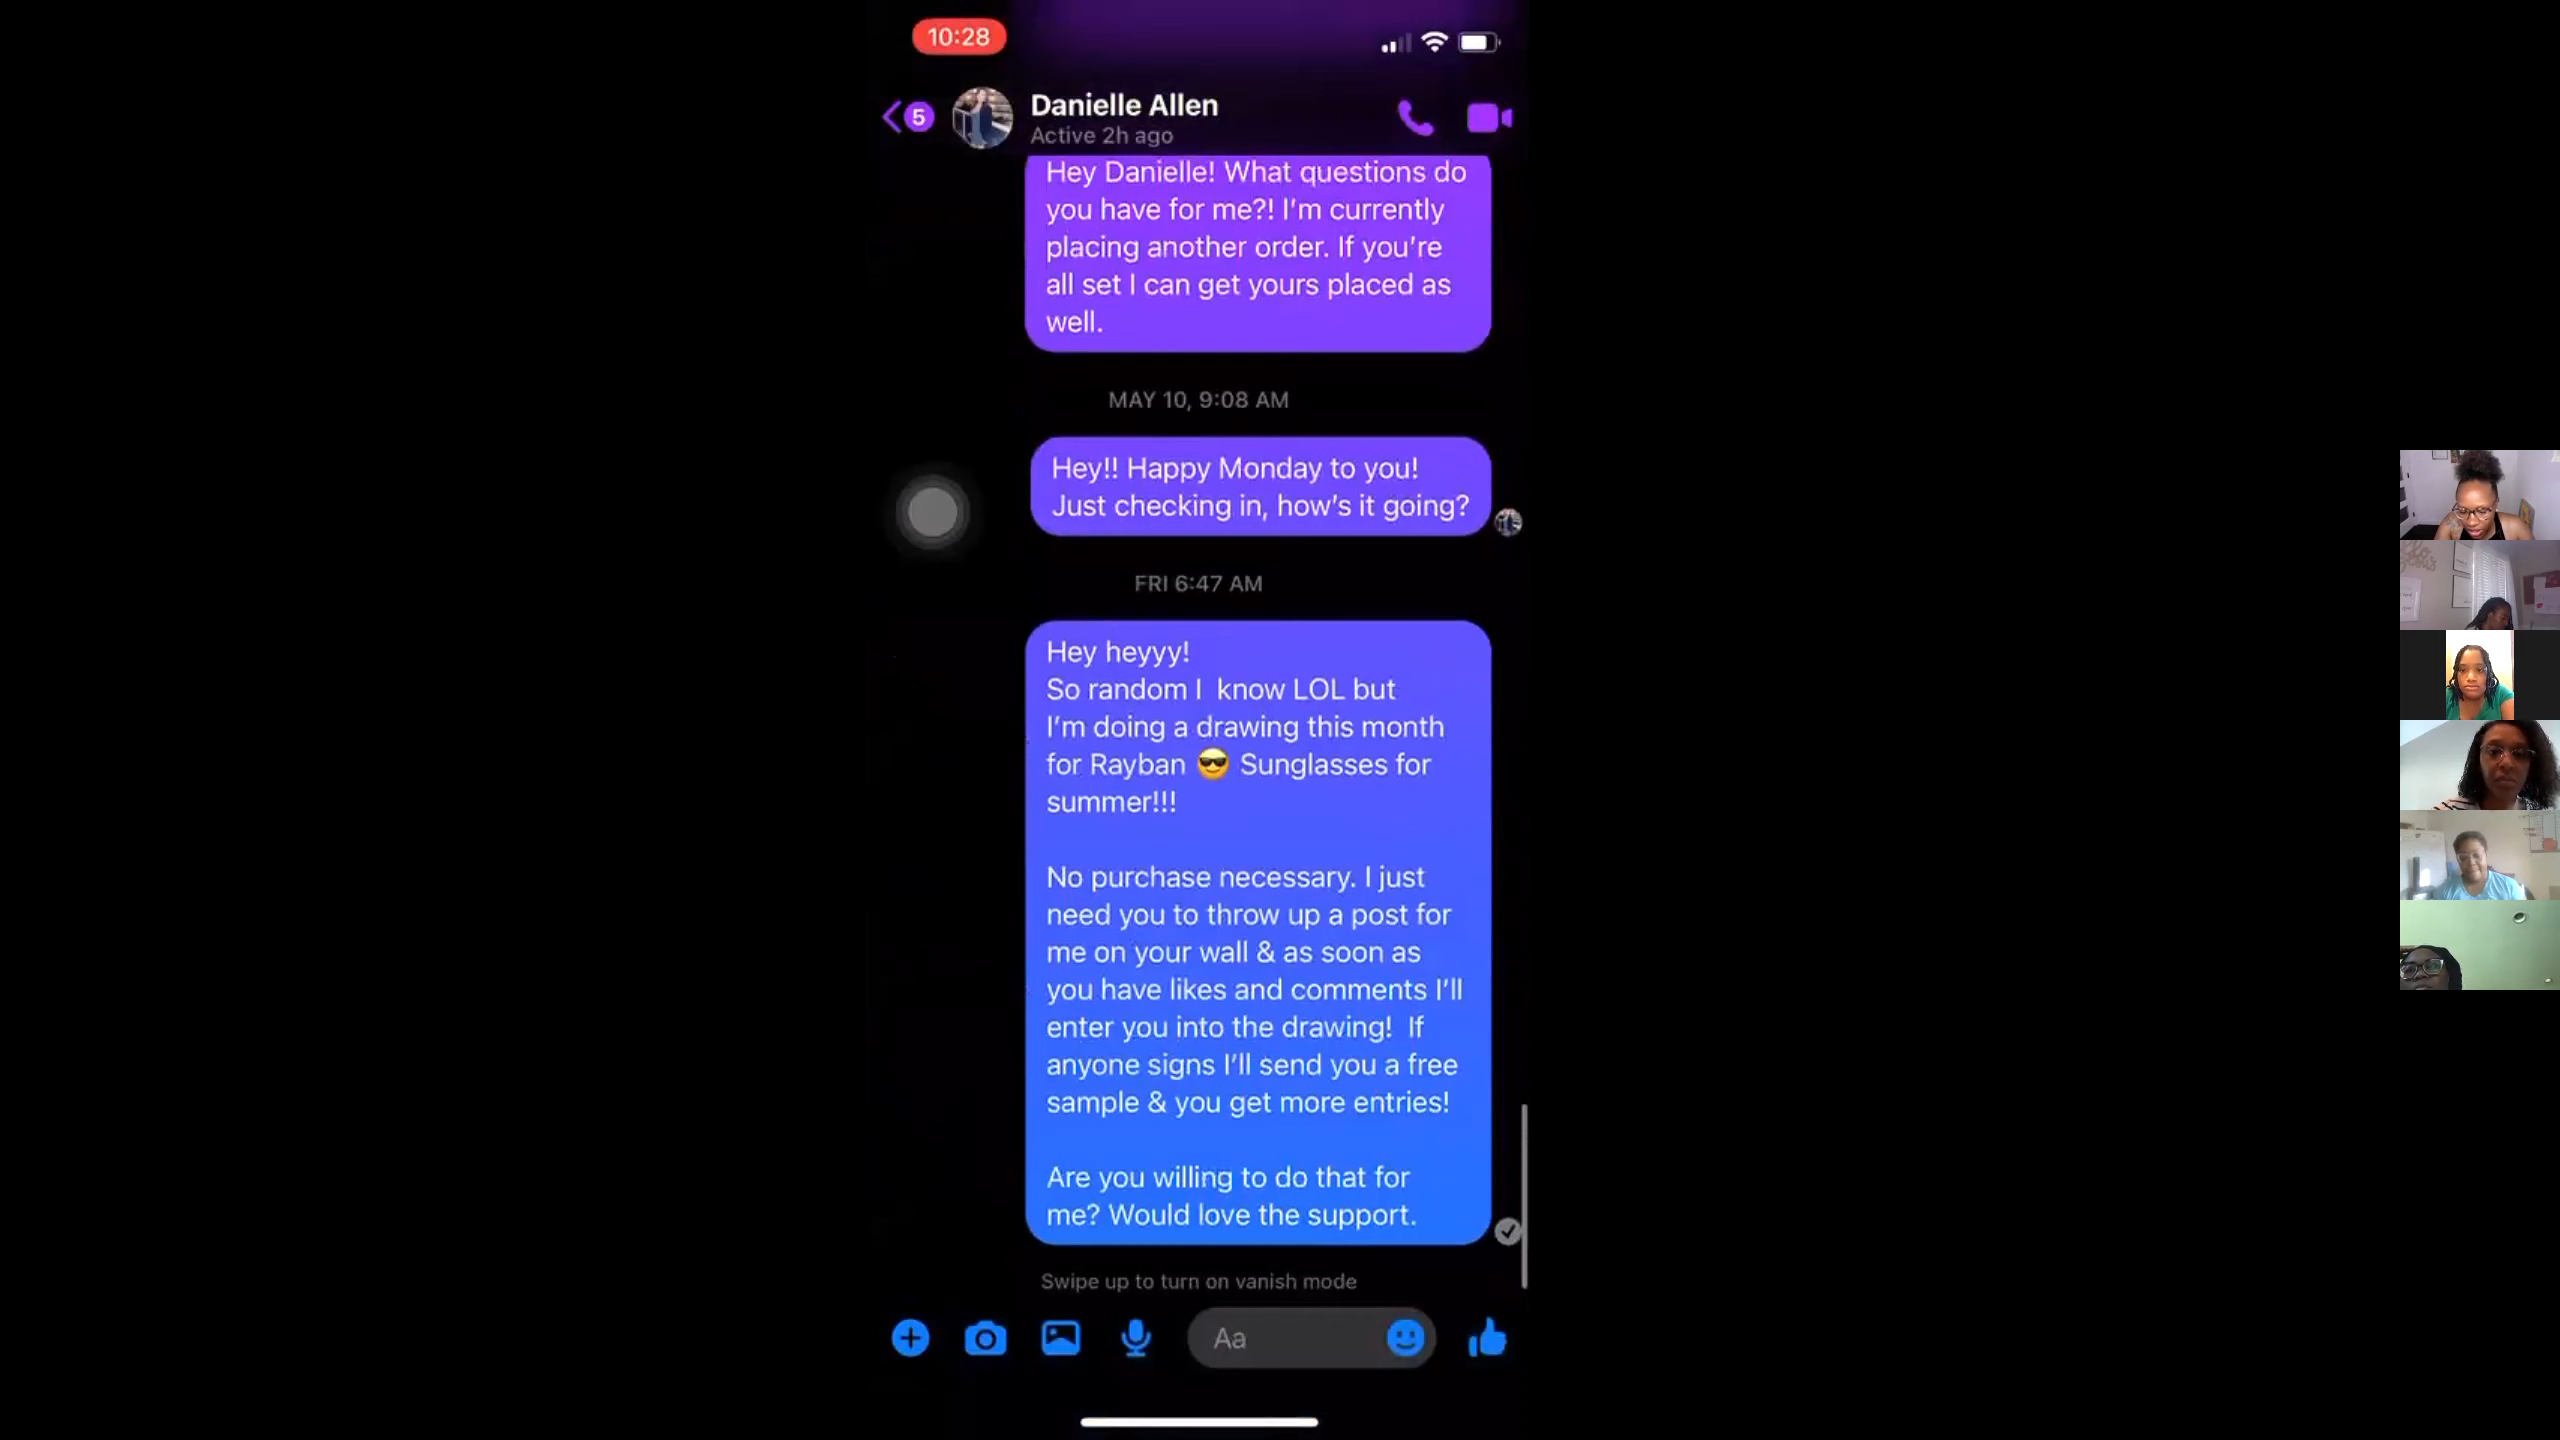 10:28
5
Danielle Allen
Active 2h ago
Hey Danielle! What questions do
you have for me?! I'm currently
placing another order. If you're
all set I can get yours placed as
well.
MAY 10, 9:08 AM
Hey!! Happy Monday to you!
Just checking in, how's it going?
FRI 6:47 AM
Hey heyyy!
So random I  know LOL but
I'm doing a drawing this month
for Rayban 😎 Sunglasses for
summer!!!
No purchase necessary. I just
need you to throw up a post for
me on your wall & as soon as
you have likes and comments I'll
enter you into the drawing!  If
anyone signs I'll send you a free
sample & you get more entries!
Are you willing to do that for
me? Would love the support.
Swipe up to turn on vanish mode
Aa